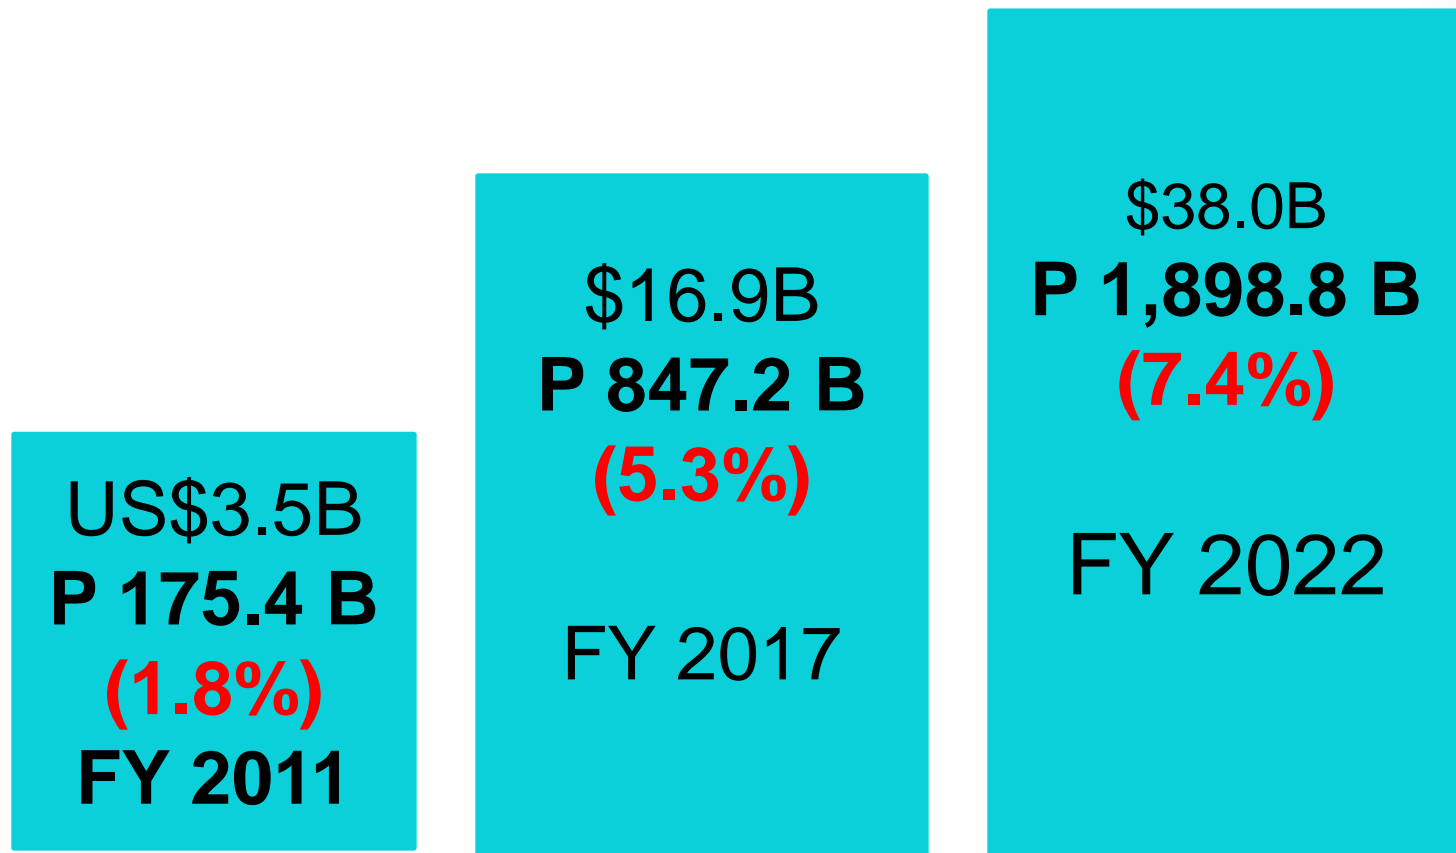 US$3.5B
P 175.4 B
(1.8%)
FY 2011
$16.9B
P 847.2 B
(5.3%)
FY 2017
$38.0B
P 1,898.8 B
(7.4%)
FY 2022